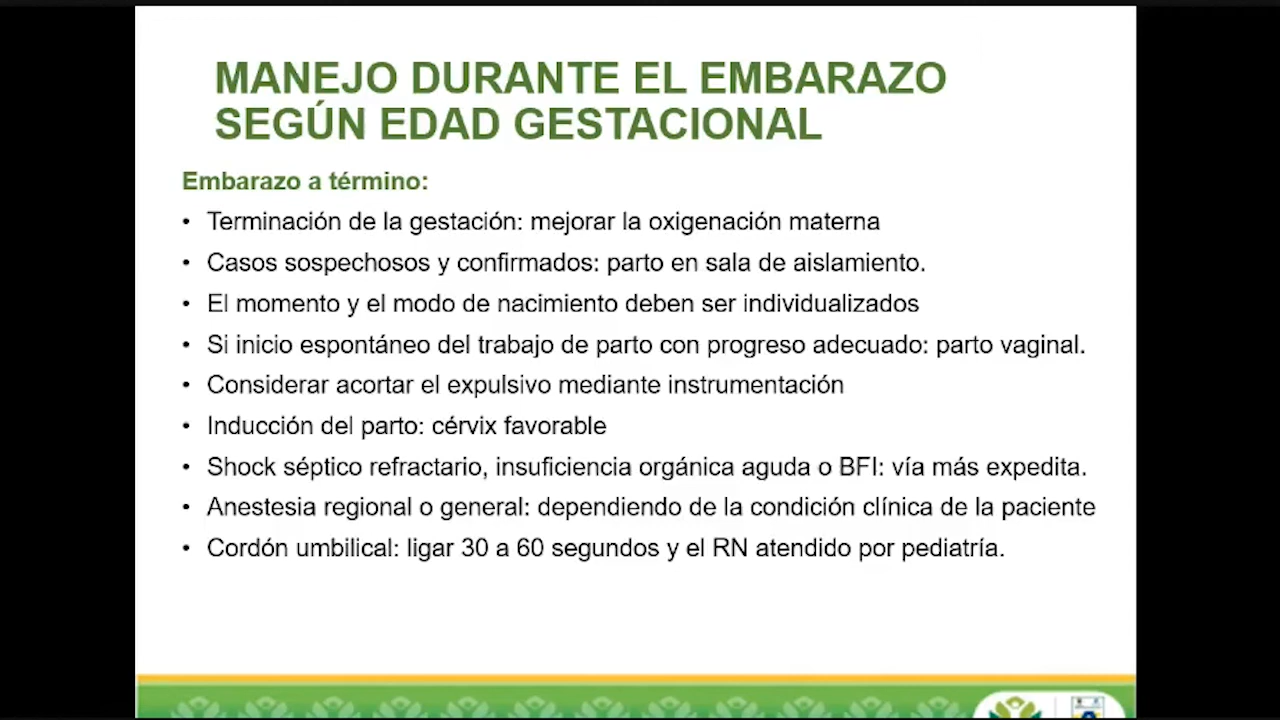 MANEJO DURANTE EL EMBARAZO
SEGÚN EDAD GESTACIONAL
Embarazo a término:
• Terminación de la gestación: mejorar la oxigenación materna
• Casos sospechosos y confirmados: parto en sala de aislamiento.
• El momento y el modo de nacimiento deben ser individualizados
• Si inicio espontáneo del trabajo de parto con progreso adecuado: parto vaginal.
• Considerar acortar el expulsivo mediante instrumentación
• Inducción del parto: cérvix favorable
• Shock séptico refractario, insuficiencia orgánica aguda o BFI: vía más expedita.
• Anestesia regional o general: dependiendo de la condición clínica de la paciente
• Cordón umbilical: ligar 30 a 60 segundos y el RN atendido por pediatría.